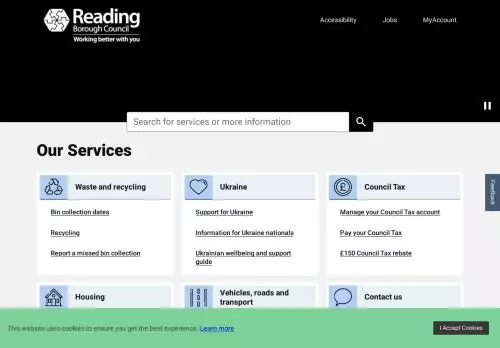 Reading
Borough Council
Working better with you
Accessibility
Jobs
MyAccount
Search for services or more information
Feedback
Our Services
Waste and recycling
Bin collection dates
Recycling
Report a missed bin collection
Ukraine
Support for Ukraine
Information for Ukraine nationals
Ukrainian wellbeing and support
guide
Council Tax
Manage your Council Tax account
Pay your Council Tax
£150 Council Tax rebate
Housing
Vehicles, roads and
transport
Contact us
This website uses cookies to ensure you get the best experience. Learn more
I Accept Cookies